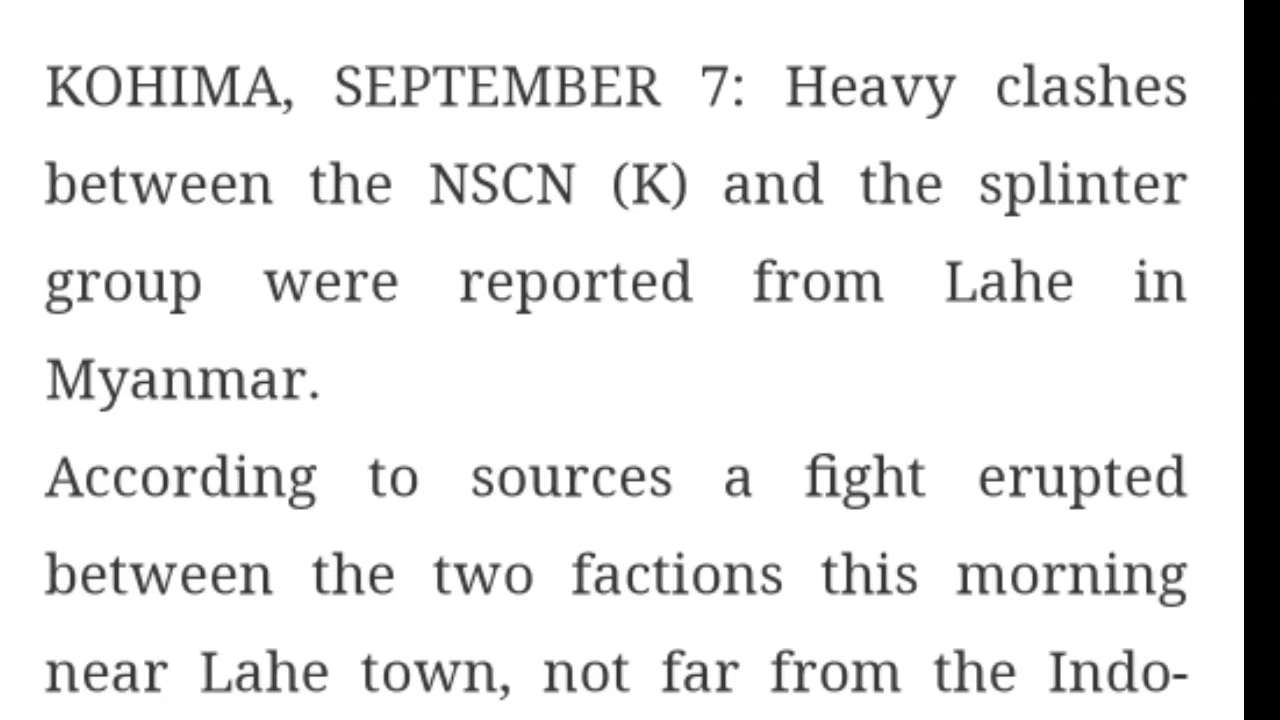 KOHIMA, SEPTEMBER 7: Heavy clashes
between the NSCN (K) and the splinter
group were reported from Lahe in
Myanmar.
According to sources a fight erupted
between the two factions this morning
near Lahe town, not far from the Indo-